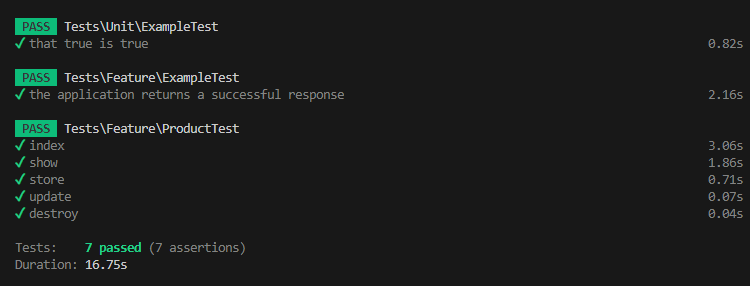 PASS Tests\Unit\ExampleTest
✓ that true is true 0.82s
PASS Tests\Feature\ExampleTest
✓ the application returns a successful response 2.16s
PASS Tests\Feature\ProductTest
✓ index 3.06s
✓ show 1.86s
✓ store 0.71s
✓ update 0.07s
✓ destroy 0.04s
Tests: 7 passed (7 assertions)
Duration: 16.75s